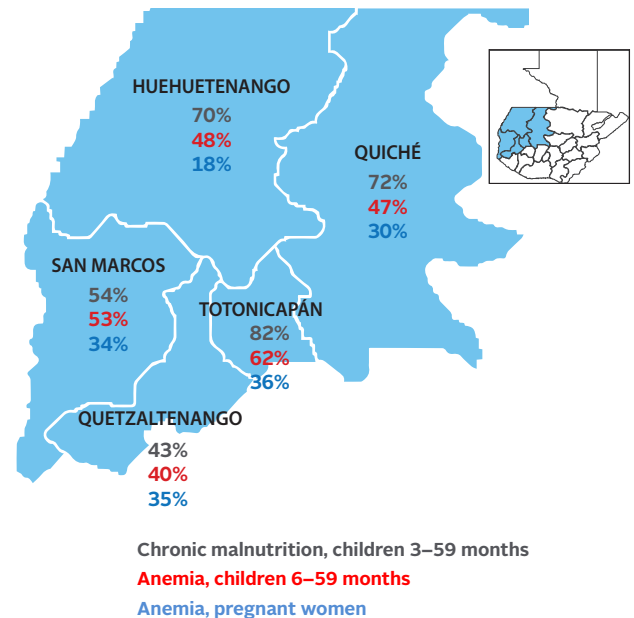 HUEHUETENANGO
70%
48%
18%
QUICHÉ
72%
47%
30%
SAN MARCOS
54%
53%
34%
TOTONICAPÁN
82%
62%
36%
QUETZALTENANGO
43%
40%
35%
Chronic malnutrition, children 3–59 months
Anemia, children 6–59 months
Anemia, pregnant women